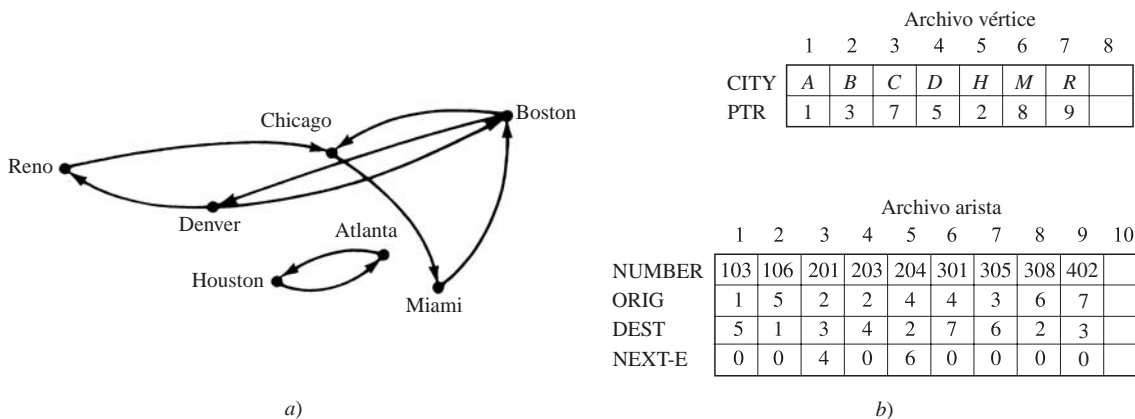 Chicago
Boston
Reno
Denver
Atlanta
Houston
Miami
a)
Archivo vértice
1 2 3 4 5 6 7 8
CITY A B C D H M R
PTR 1 3 7 5 2 8 9
Archivo arista
1 2 3 4 5 6 7 8 9 10
NUMBER 103 106 201 203 204 301 305 308 402
ORIG 1 5 2 2 4 4 3 6 7
DEST 5 1 3 4 2 7 6 2 3
NEXT-E 0 0 4 0 6 0 0 0 0
b)